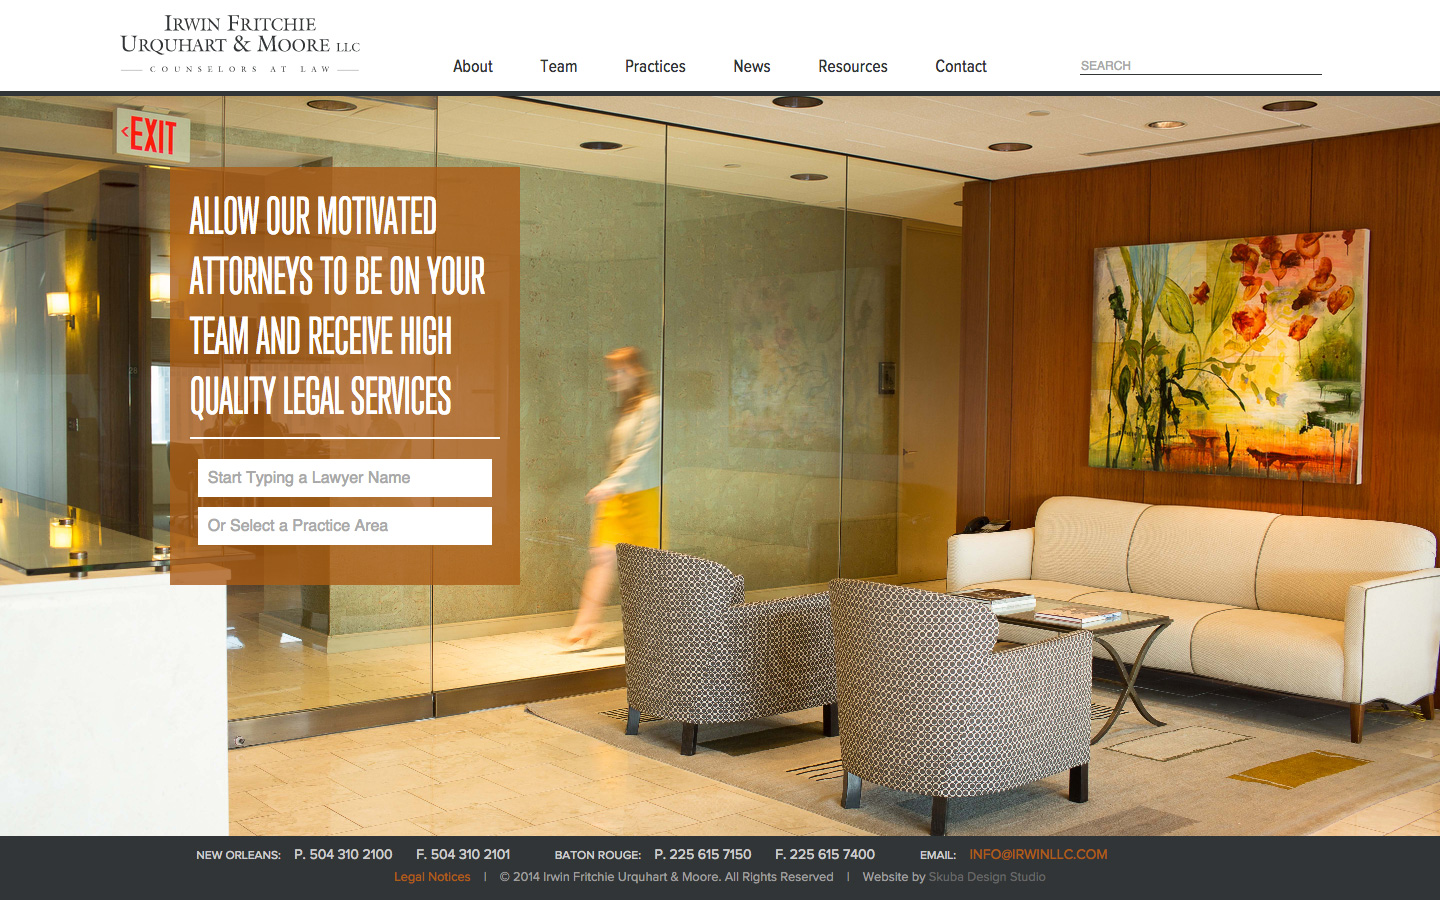 IRWIN FRITCHIE
URQUHART & MOORE LLC
COUNSELORS AT LAW
About Team Practices News Resources Contact SEARCH
<EXIT
ALLOW OUR MOTIVATED
ATTORNEYS TO BE ON YOUR
TEAM AND RECEIVE HIGH
QUALITY LEGAL SERVICES
Start Typing a Lawyer Name
Or Select a Practice Area
NEW ORLEANS: P. 504 310 2100 F. 504 310 2101 BATON ROUGE: P. 225 615 7150 F. 225 615 7400 EMAIL: INFO@IRWINLLC.COM
Legal Notices | © 2014 Irwin Fritchie Urquhart & Moore. All Rights Reserved | Website by Skuba Design Studio